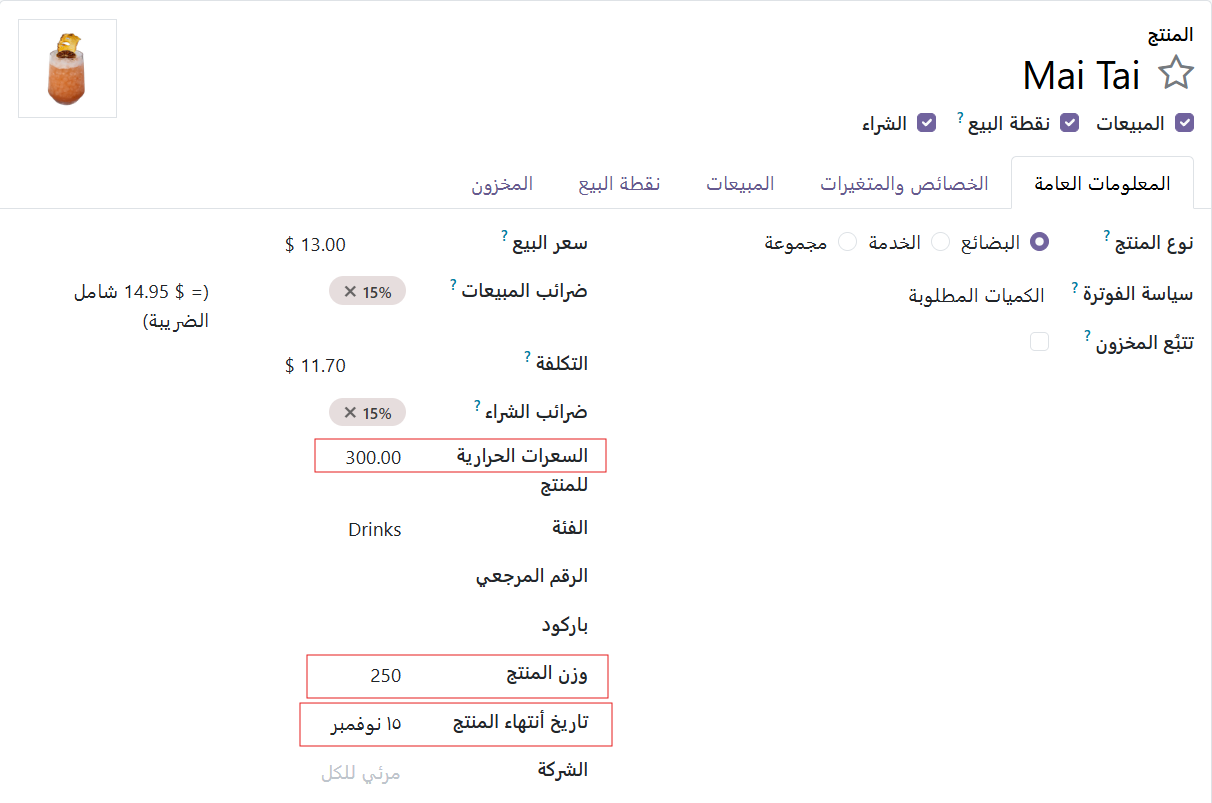 المنتج
Mai Tai
المبيعات نقطة البيع ? الشراء
المعلومات العامة الخصائص والمتغيرات المبيعات نقطة البيع المخزون
نوع المنتج ? البضائع الخدمة مجموعة
سياسة الفوترة ? الكميات المطلوبة
تتبُع المخزون ?
سعر البيع ? $ 13.00
ضرائب المبيعات ? 15% × (= $ 14.95 شامل
الضريبة)
التكلفة ? $ 11.70
ضرائب الشراء ? 15% ×
السعرات الحرارية 300.00
للمنتج
الفئة Drinks
الرقم المرجعي
باركود
وزن المنتج 250
تاريخ أنتهاء المنتج ١٥ نوفمبر
الشركة مرئي للكل